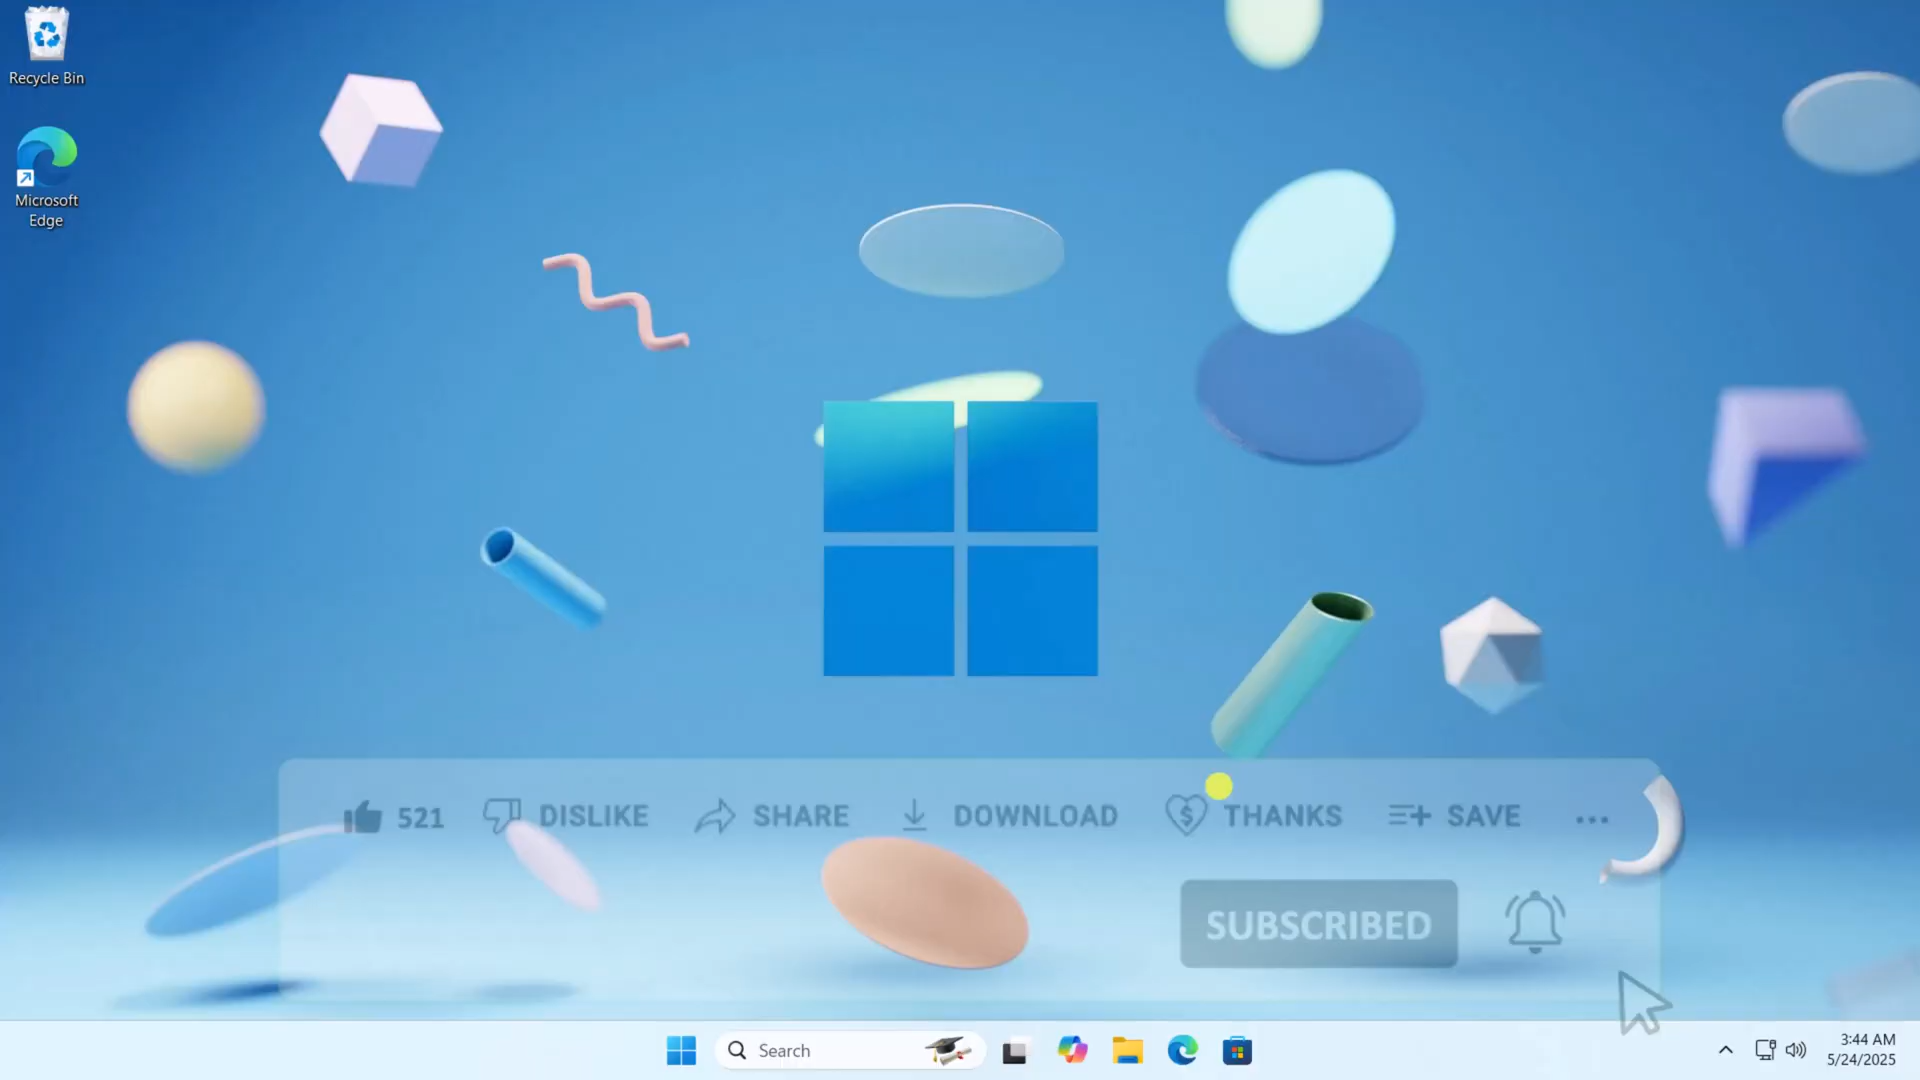 Recycle Bin
Microsoft
Edge
521 DISLIKE SHARE DOWNLOAD THANKS SAVE ...
$
SUBSCRIBED
Search
3:44 AM
5/24/2025